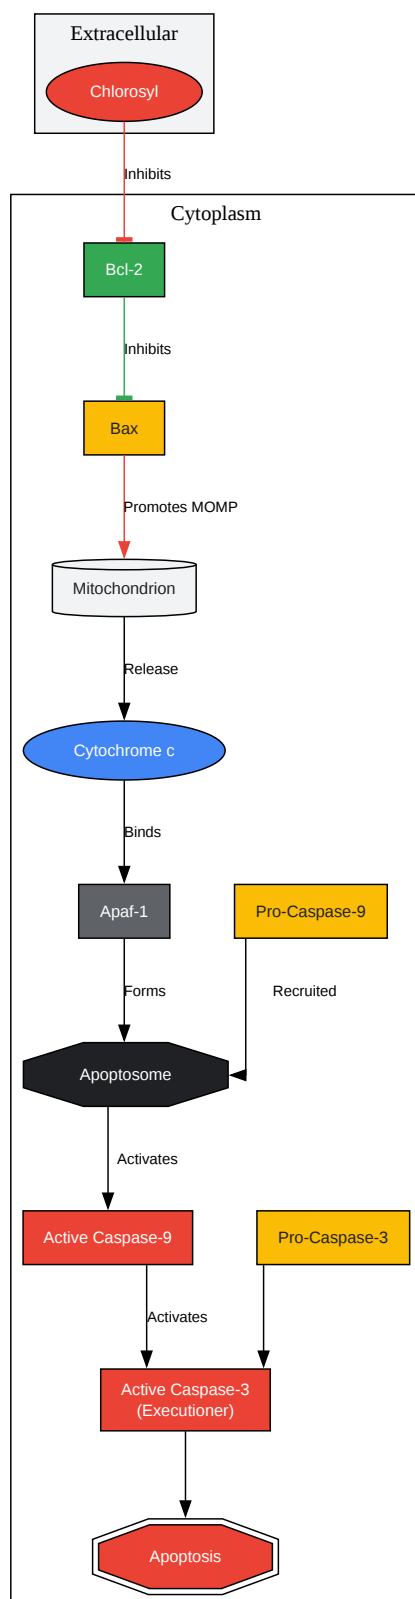 Extracellular
Chlorosyl
Inhibits
Cytoplasm
Bcl-2
Inhibits
Bax
Promotes MOMP
Mitochondrion
Release
Cytochrome c
Binds
Apaf-1
Pro-Caspase-9
Forms
Recruited
Apoptosome
Activates
Active Caspase-9
Pro-Caspase-3
Activates
Active Caspase-3
(Executioner)
Apoptosis